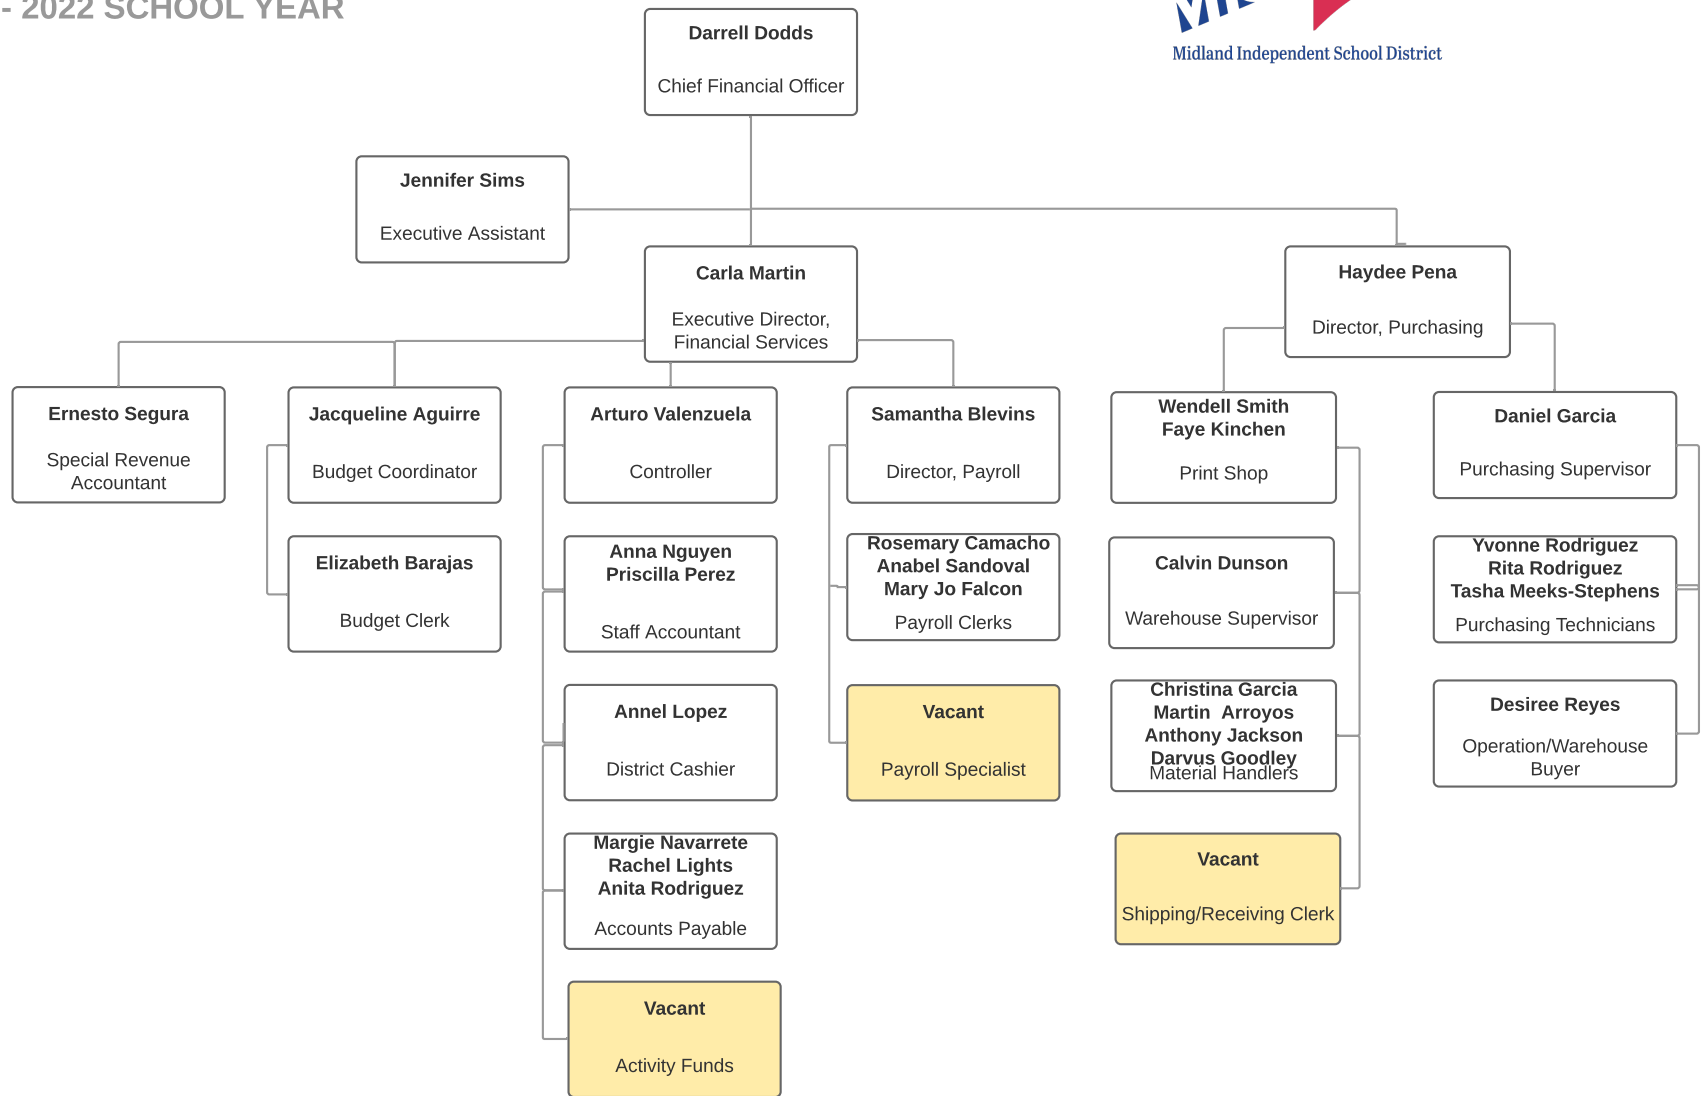 - 2022 SCHOOL YEAR
Midland Independent School District
Darrell Dodds
Chief Financial Officer
Jennifer Sims
Executive Assistant
Carla Martin
Executive Director,
Financial Services
Haydee Pena
Director, Purchasing
Ernesto Segura
Special Revenue
Accountant
Jacqueline Aguirre
Budget Coordinator
Elizabeth Barajas
Budget Clerk
Arturo Valenzuela
Controller
Anna Nguyen
Priscilla Perez
Staff Accountant
Annel Lopez
District Cashier
Margie Navarrete
Rachel Lights
Anita Rodriguez
Accounts Payable
Vacant
Activity Funds
Samantha Blevins
Director, Payroll
Rosemary Camacho
Anabel Sandoval
Mary Jo Falcon
Payroll Clerks
Vacant
Payroll Specialist
Wendell Smith
Faye Kinchen
Print Shop
Calvin Dunson
Warehouse Supervisor
Christina Garcia
Martin  Arroyos
Anthony Jackson
Darvus Goodley
Material Handlers
Vacant
Shipping/Receiving Clerk
Daniel Garcia
Purchasing Supervisor
Yvonne Rodriguez
Rita Rodriguez
Tasha Meeks-Stephens
Purchasing Technicians
Desiree Reyes
Operation/Warehouse
Buyer